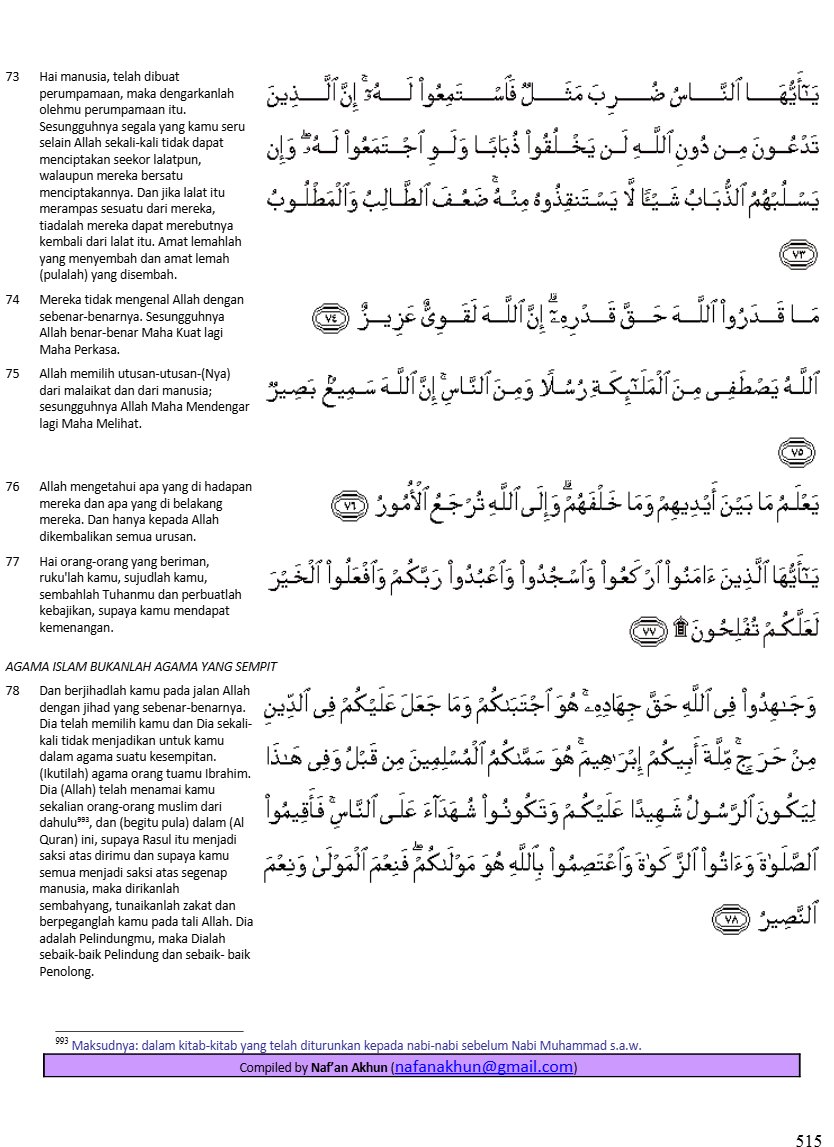 73 Hai manusia, telah dibuat
perumpamaan, maka dengarkanlah
olehmu perumpamaan itu.
Sesungguhnya segala yang kamu seru
selain Allah sekali-kali tidak dapat
menciptakan seekor lalatpun,
walaupun mereka bersatu
menciptakannya. Dan jika lalat itu
merampas sesuatu dari mereka,
tiadalah mereka dapat merebutnya
kembali dari lalat itu. Amat lemahlah
yang menyembah dan amat lemah
(pulalah) yang disembah.
يَـٰٓأَيُّهَا ٱلنَّاسُ ضُرِبَ مَثَلٌ فَٱسْتَمِعُوا۟ لَهُۥٓ ۚ إِنَّ ٱلَّذِينَ
تَدْعُونَ مِن دُونِ ٱللَّهِ لَن يَخْلُقُوا۟ ذُبَابًا وَلَوِ ٱجْتَمَعُوا۟ لَهُۥ ۖ وَإِن
يَسْلُبْهُمُ ٱلذُّبَابُ شَيْـًٔا لَّا يَسْتَنقِذُوهُ مِنْهُ ۚ ضَعُفَ ٱلطَّالِبُ وَٱلْمَطْلُوبُ
٧٣
74 Mereka tidak mengenal Allah dengan
sebenar-benarnya. Sesungguhnya
Allah benar-benar Maha Kuat lagi
Maha Perkasa.
مَا قَدَرُوا۟ ٱللَّهَ حَقَّ قَدْرِهِۦٓ ۗ إِنَّ ٱللَّهَ لَقَوِىٌّ عَزِيزٌ ٧٤
75 Allah memilih utusan-utusan-(Nya)
dari malaikat dan dari manusia;
sesungguhnya Allah Maha Mendengar
lagi Maha Melihat.
ٱللَّهُ يَصْطَفِى مِنَ ٱلْمَلَـٰٓئِكَةِ رُسُلًا وَمِنَ ٱلنَّاسِ ۚ إِنَّ ٱللَّهَ سَمِيعٌۢ بَصِيرٌ
٧٥
76 Allah mengetahui apa yang di hadapan
mereka dan apa yang di belakang
mereka. Dan hanya kepada Allah
dikembalikan semua urusan.
يَعْلَمُ مَا بَيْنَ أَيْدِيهِمْ وَمَا خَلْفَهُمْ ۗ وَإِلَى ٱللَّهِ تُرْجَعُ ٱلْأُمُورُ ٧٦
77 Hai orang-orang yang beriman,
ruku'lah kamu, sujudlah kamu,
sembahlah Tuhanmu dan perbuatlah
kebajikan, supaya kamu mendapat
kemenangan.
يَـٰٓأَيُّهَا ٱلَّذِينَ ءَامَنُوا۟ ٱرْكَعُوا۟ وَٱسْجُدُوا۟ وَٱعْبُدُوا۟ رَبَّكُمْ وَٱفْعَلُوا۟ ٱلْخَيْرَ
لَعَلَّكُمْ تُفْلِحُونَ ۩ ٧٧
AGAMA ISLAM BUKANLAH AGAMA YANG SEMPIT
78 Dan berjihadlah kamu pada jalan Allah
dengan jihad yang sebenar-benarnya.
Dia telah memilih kamu dan Dia sekali-
kali tidak menjadikan untuk kamu
dalam agama suatu kesempitan.
(Ikutilah) agama orang tuamu Ibrahim.
Dia (Allah) telah menamai kamu
sekalian orang-orang muslim dari
dahulu⁹⁹³, dan (begitu pula) dalam (Al
Quran) ini, supaya Rasul itu menjadi
saksi atas dirimu dan supaya kamu
semua menjadi saksi atas segenap
manusia, maka dirikanlah
sembahyang, tunaikanlah zakat dan
berpeganglah kamu pada tali Allah. Dia
adalah Pelindungmu, maka Dialah
sebaik-baik Pelindung dan sebaik- baik
Penolong.
وَجَـٰهِدُوا۟ فِى ٱللَّهِ حَقَّ جِهَادِهِۦ ۚ هُوَ ٱجْتَبَىٰكُمْ وَمَا جَعَلَ عَلَيْكُمْ فِى ٱلدِّينِ
مِنْ حَرَجٍ ۚ مِّلَّةَ أَبِيكُمْ إِبْرَٰهِيمَ ۚ هُوَ سَمَّىٰكُمُ ٱلْمُسْلِمِينَ مِن قَبْلُ وَفِى هَـٰذَا
لِيَكُونَ ٱلرَّسُولُ شَهِيدًا عَلَيْكُمْ وَتَكُونُوا۟ شُهَدَآءَ عَلَى ٱلنَّاسِ ۚ فَأَقِيمُوا۟
ٱلصَّلَوٰةَ وَءَاتُوا۟ ٱلزَّكَوٰةَ وَٱعْتَصِمُوا۟ بِٱللَّهِ هُوَ مَوْلَىٰكُمْ ۖ فَنِعْمَ ٱلْمَوْلَىٰ وَنِعْمَ
ٱلنَّصِيرُ ٧٨
⁹⁹³ Maksudnya: dalam kitab-kitab yang telah diturunkan kepada nabi-nabi sebelum Nabi Muhammad s.a.w.
Compiled by Naf'an Akhun (nafanakhun@gmail.com)
515